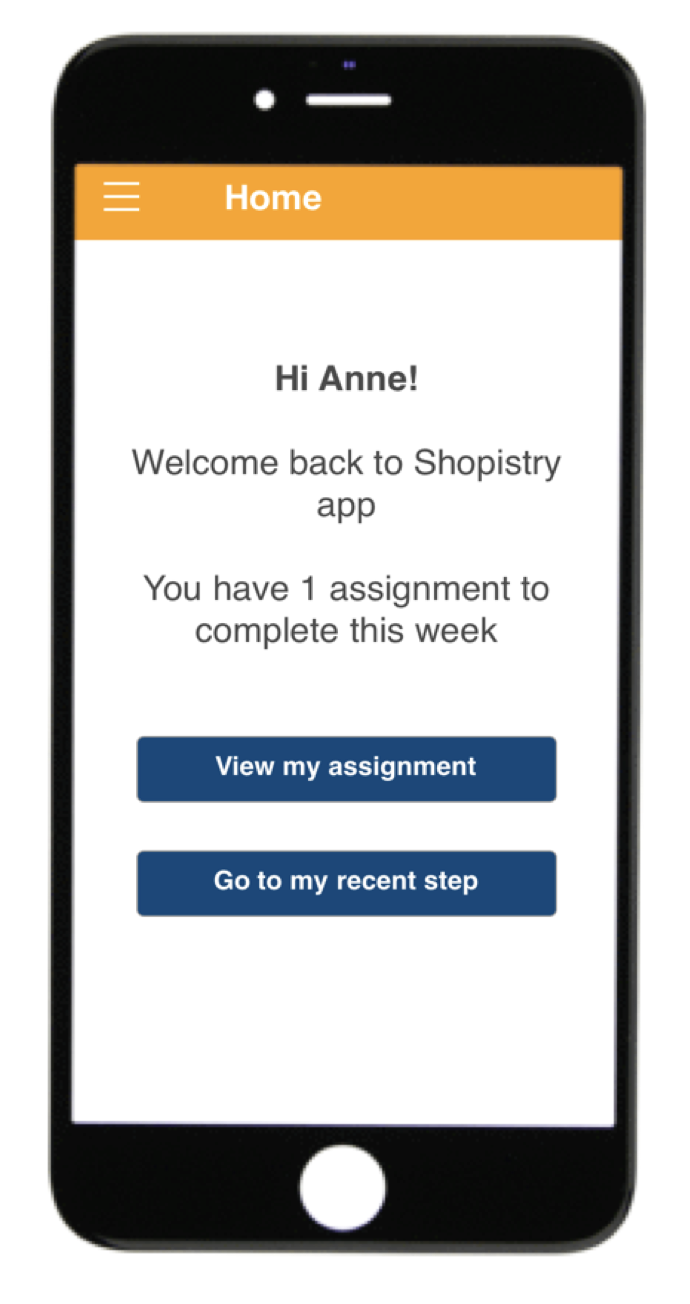 Home
Hi Anne!
Welcome back to Shopistry
app
You have 1 assignment to
complete this week
View my assignment
Go to my recent step